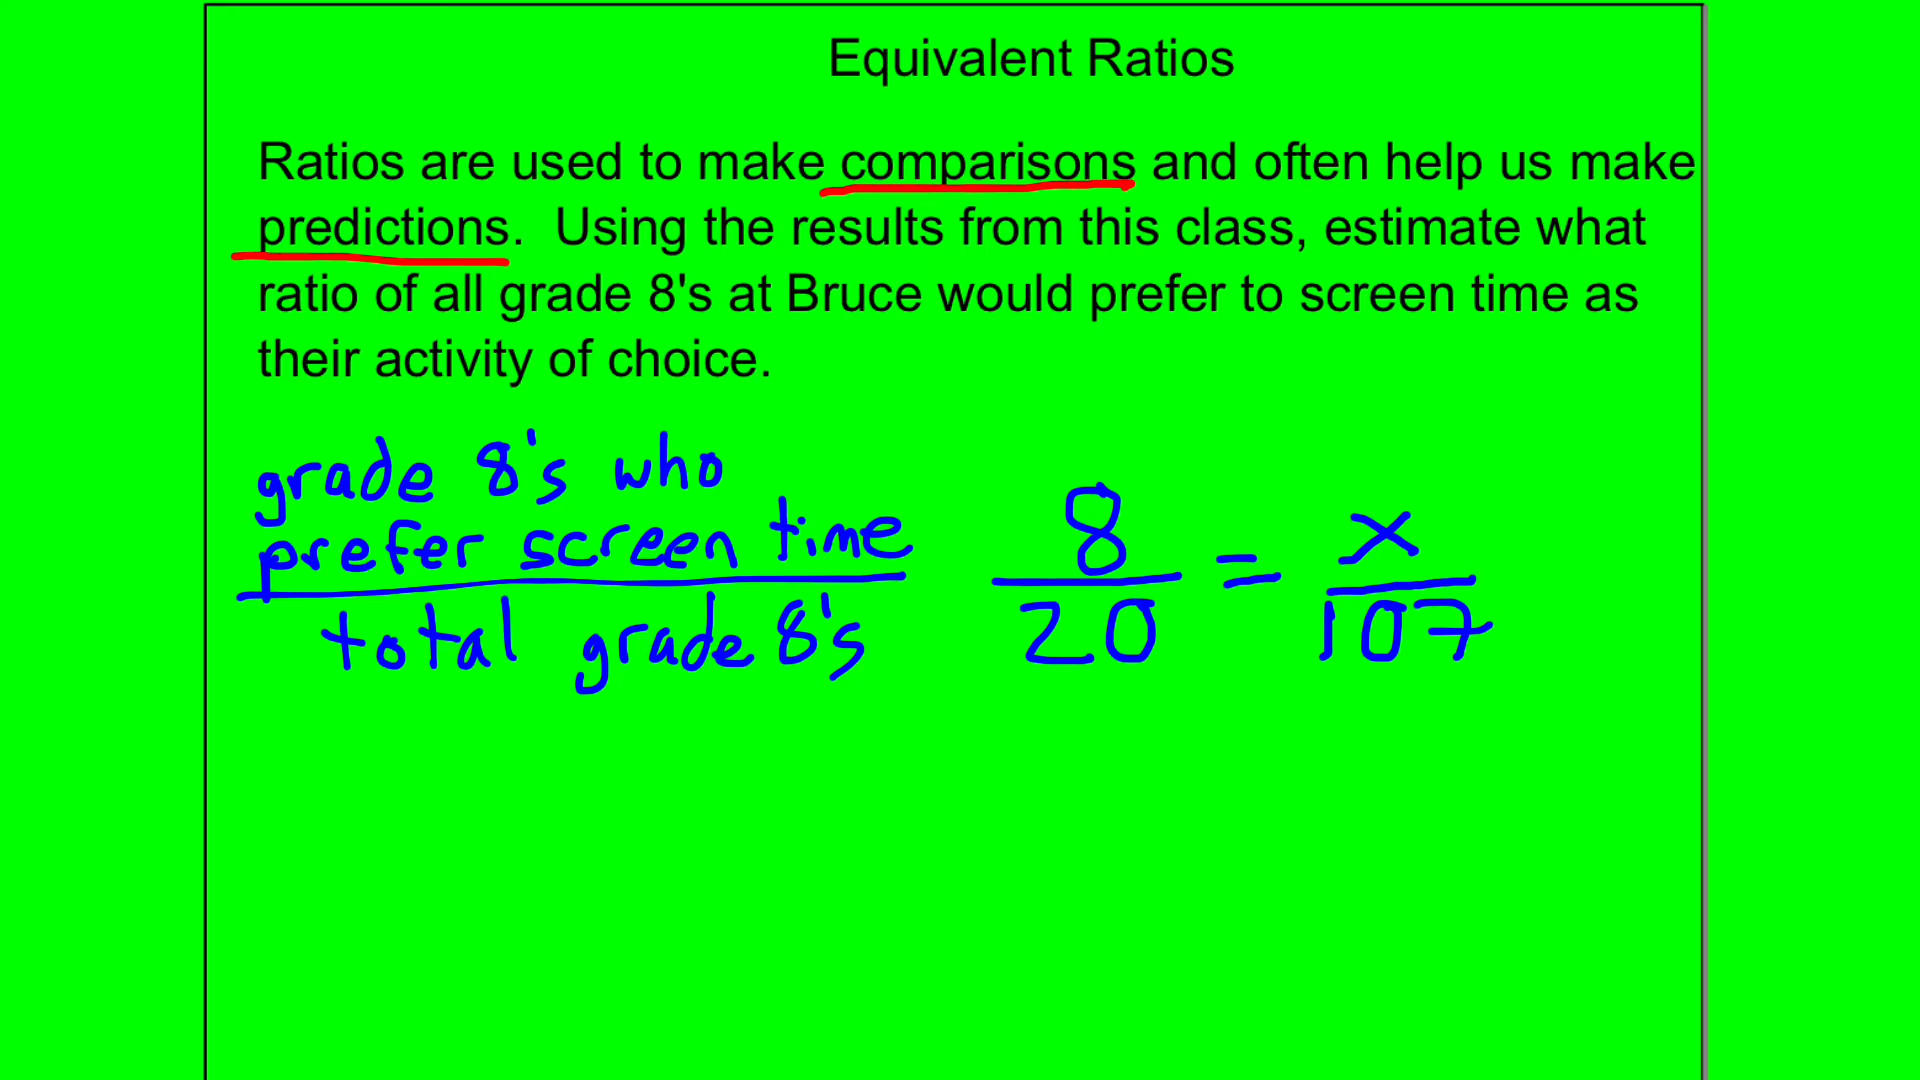 Equivalent Ratios
Ratios are used to make comparisons and often help us make
predictions.  Using the results from this class, estimate what
ratio of all grade 8's at Bruce would prefer to screen time as
their activity of choice.
grade 8's who
prefer screen time
total grade 8's
8/20 = x/107